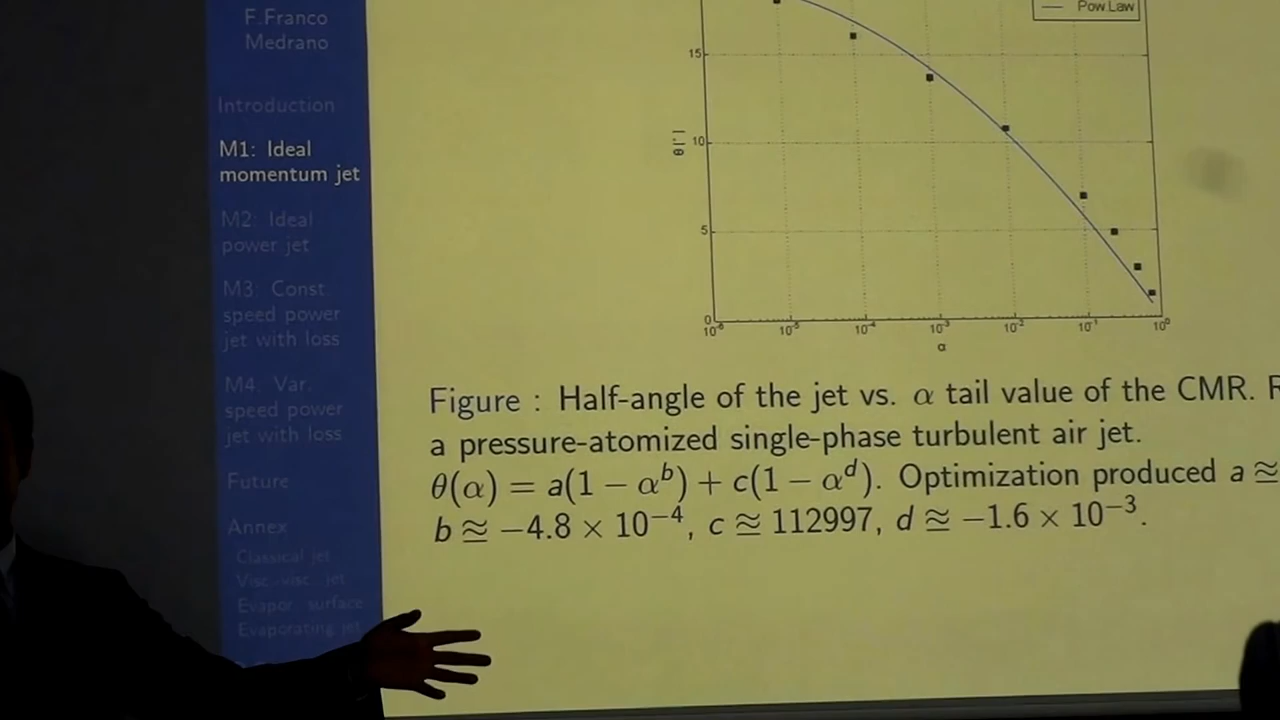 F.Franco
Medrano
Introduction
M1: Ideal
momentum jet
M2: Ideal
power jet
M3: Const.
speed power
jet with loss
M4. Var.
speed power
jet with loss
Future
Annex
Classical jet
Visc.-visc. jet
Evapor. surface
Evaporating jet
Pow.Law
15
10
5
0
θ [°]
10⁻⁶ 10⁻⁵ 10⁻⁴ 10⁻³ 10⁻² 10⁻¹ 10⁰
α
Figure : Half-angle of the jet vs. α tail value of the CMR.
a pressure-atomized single-phase turbulent air jet.
θ(α) = a(1 − αᵇ) + c(1 − αᵈ). Optimization produced a ≊
b ≊ −4.8 × 10⁻⁴, c ≊ 112997, d ≊ −1.6 × 10⁻³.